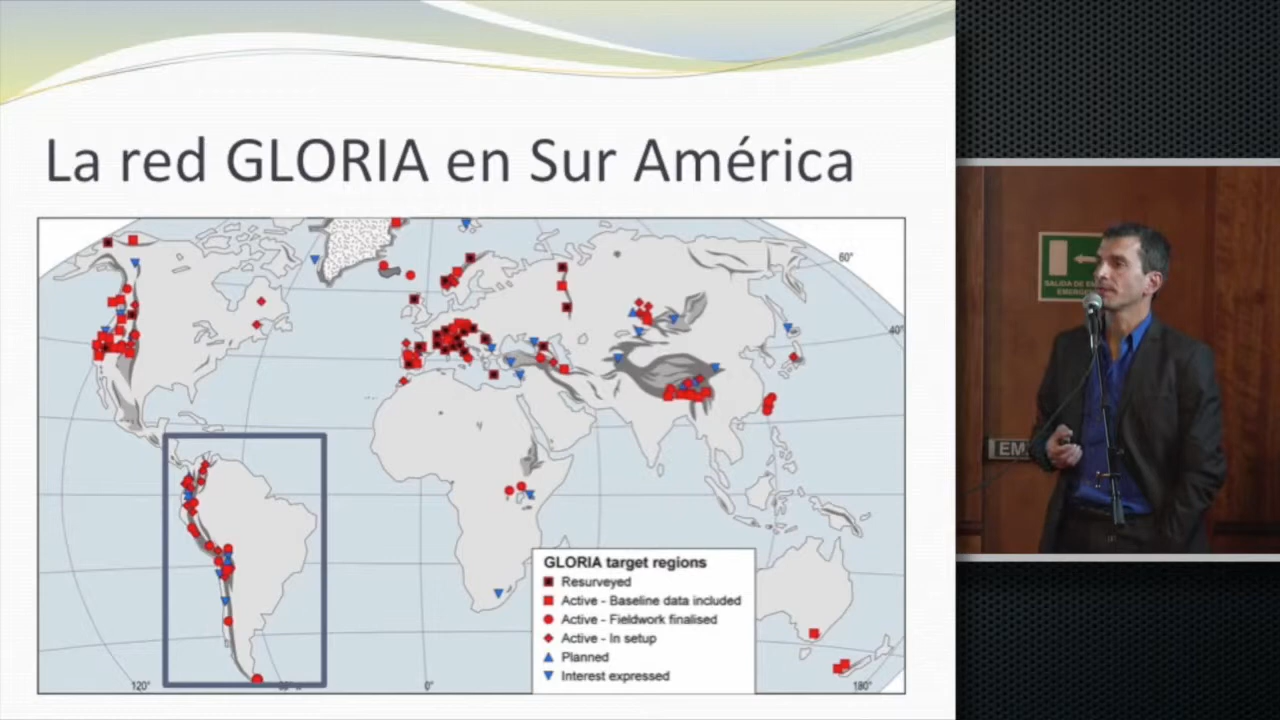 La red GLORIA en Sur América
60°
40°
GLORIA target regions
Resurveyed
Active - Baseline data included
Active - Fieldwork finalised
Active - In setup
Planned
Interest expressed
120°
0°
180°
SALIDA DE
EM